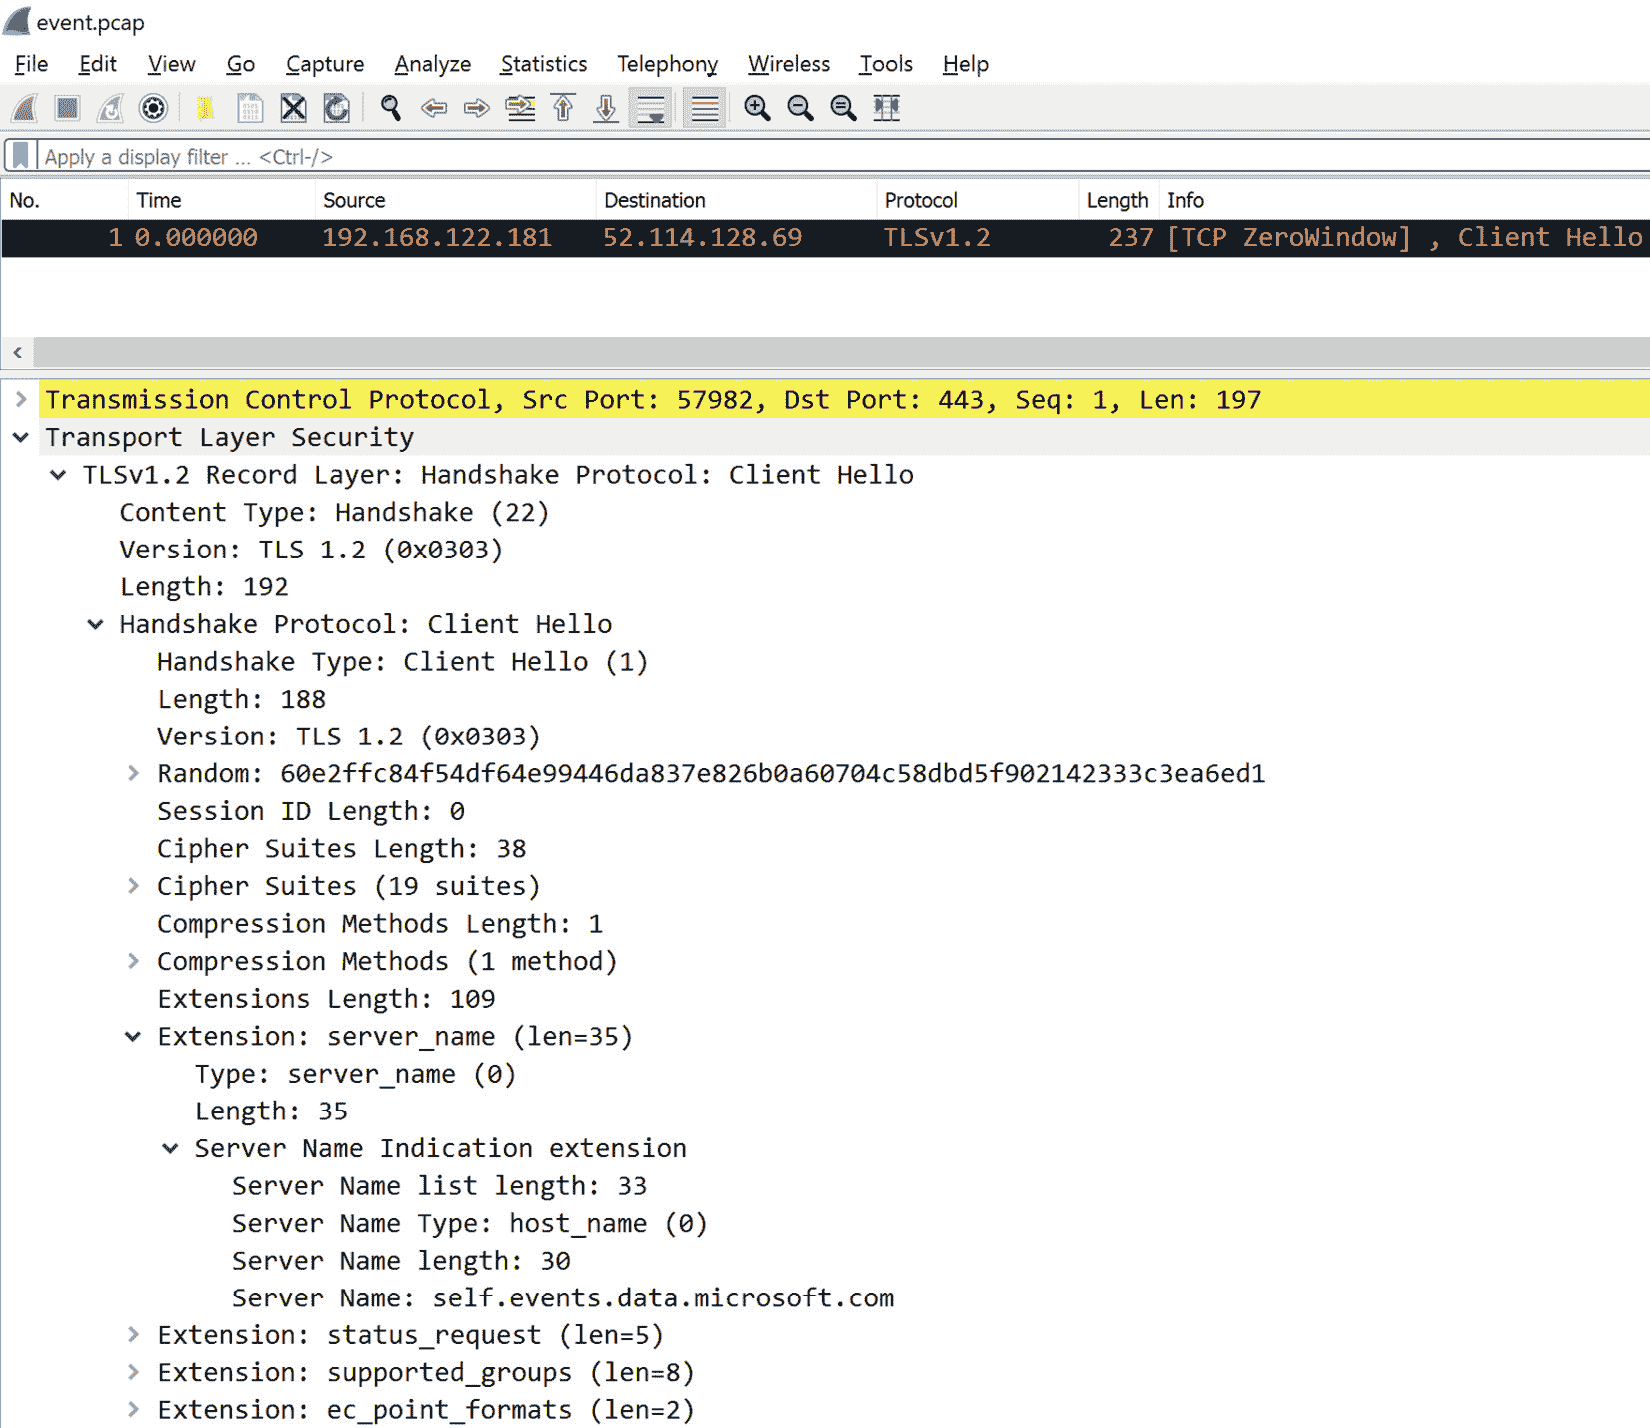 event.pcap
File Edit View Go Capture Analyze Statistics Telephony Wireless Tools Help
Apply a display filter ... <Ctrl-/>
No. Time Source Destination Protocol Length Info
1 0.000000 192.168.122.181 52.114.128.69 TLSv1.2 237 [TCP ZeroWindow] , Client Hello
Transmission Control Protocol, Src Port: 57982, Dst Port: 443, Seq: 1, Len: 197
Transport Layer Security
TLSv1.2 Record Layer: Handshake Protocol: Client Hello
Content Type: Handshake (22)
Version: TLS 1.2 (0x0303)
Length: 192
Handshake Protocol: Client Hello
Handshake Type: Client Hello (1)
Length: 188
Version: TLS 1.2 (0x0303)
Random: 60e2ffc84f54df64e99446da837e826b0a60704c58dbd5f902142333c3ea6ed1
Session ID Length: 0
Cipher Suites Length: 38
Cipher Suites (19 suites)
Compression Methods Length: 1
Compression Methods (1 method)
Extensions Length: 109
Extension: server_name (len=35)
Type: server_name (0)
Length: 35
Server Name Indication extension
Server Name list length: 33
Server Name Type: host_name (0)
Server Name length: 30
Server Name: self.events.data.microsoft.com
Extension: status_request (len=5)
Extension: supported_groups (len=8)
Extension: ec_point_formats (len=2)